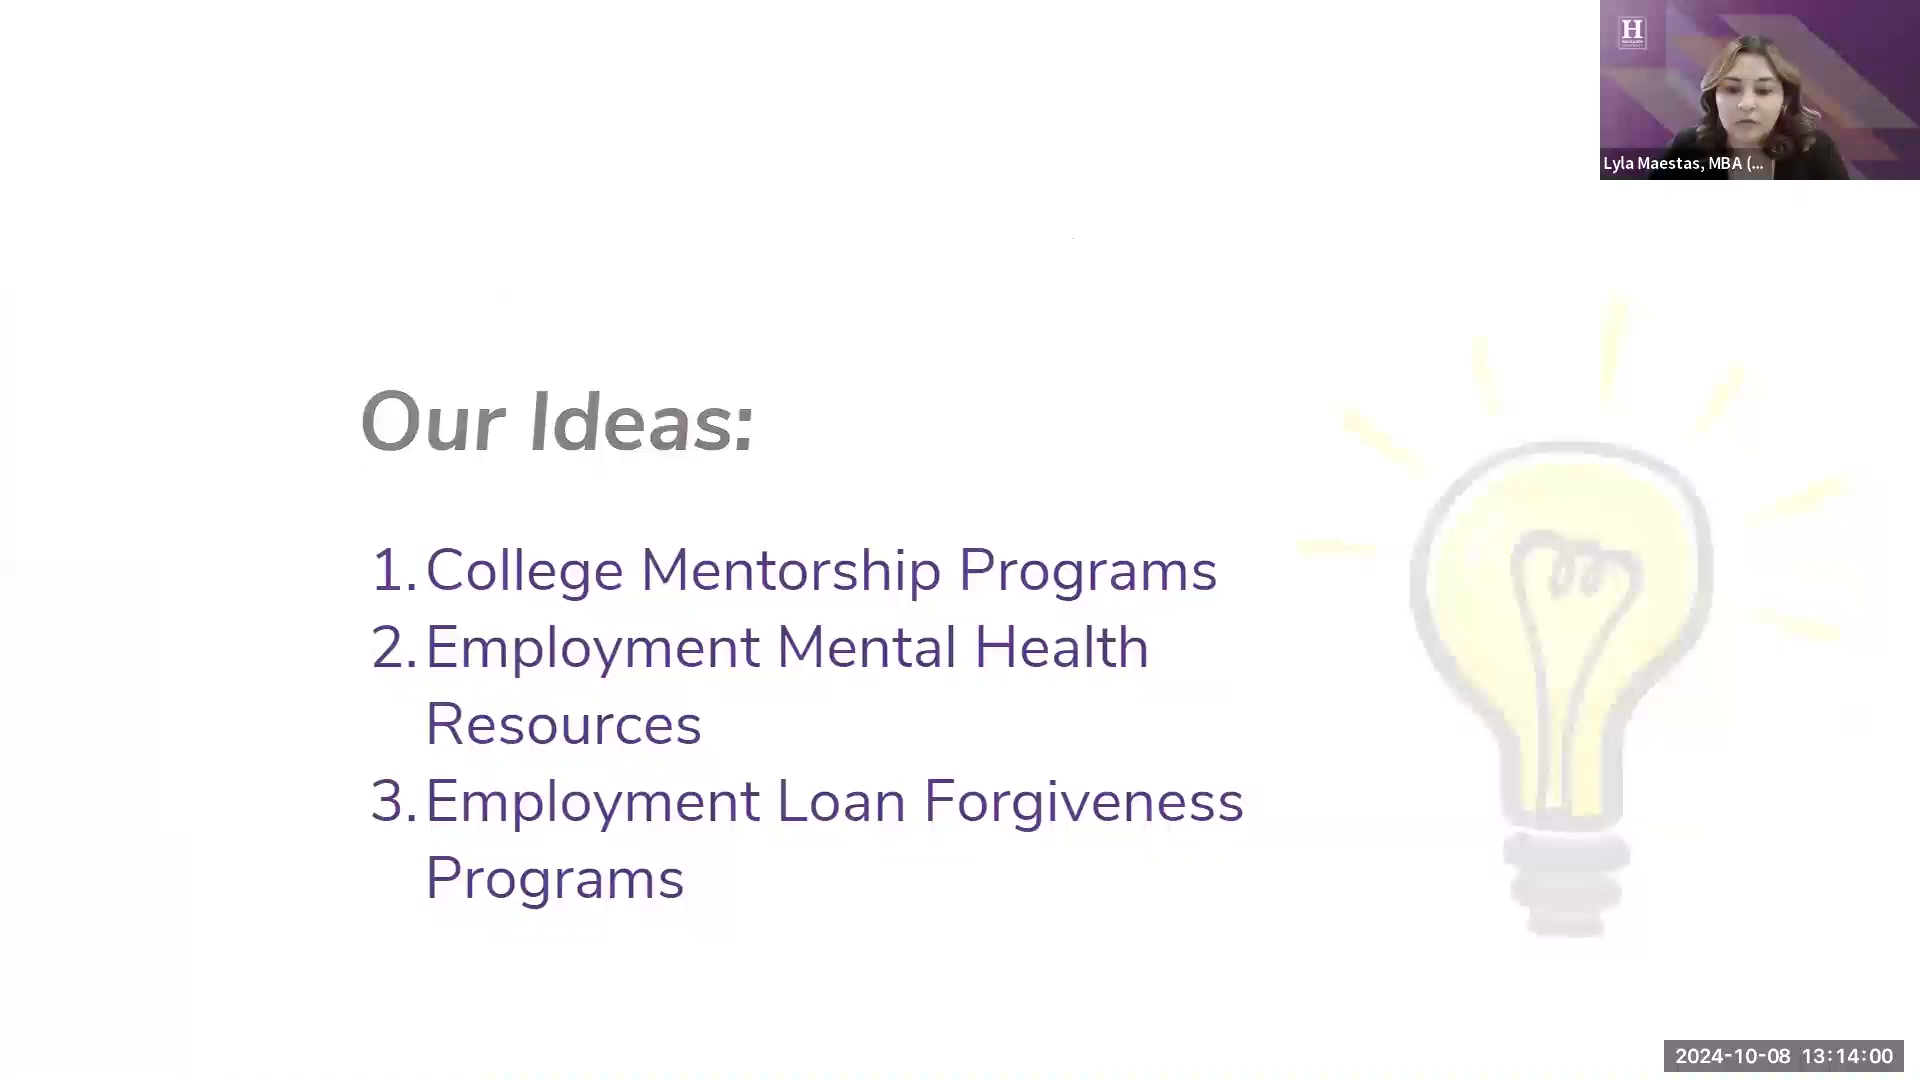 H
Lyla Maestas, MBA (...
Our Ideas:
1. College Mentorship Programs
2. Employment Mental Health
Resources
3. Employment Loan Forgiveness
Programs
2024-10-08 13:14:00